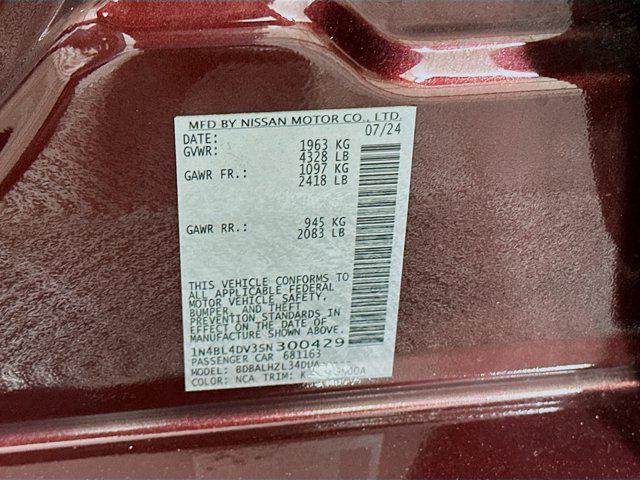 MFD BY NISSAN MOTOR CO., LTD.
DATE: 07/24
GVWR: 1963 KG
4328 LB
GAWR FR.: 1097 KG
2418 LB
GAWR RR.: 945 KG
2083 LB
THIS VEHICLE CONFORMS TO
ALL APPLICABLE FEDERAL
MOTOR VEHICLE SAFETY,
BUMPER, AND THEFT
PREVENTION STANDARDS IN
EFFECT ON THE DATE OF
MANUFACTURE SHOWN ABOVE.
1N4BL4DV3SN300429
PASSENGER CAR 681163
MODEL: BDBALHZL34DUA
COLOR: NCA TRIM: K